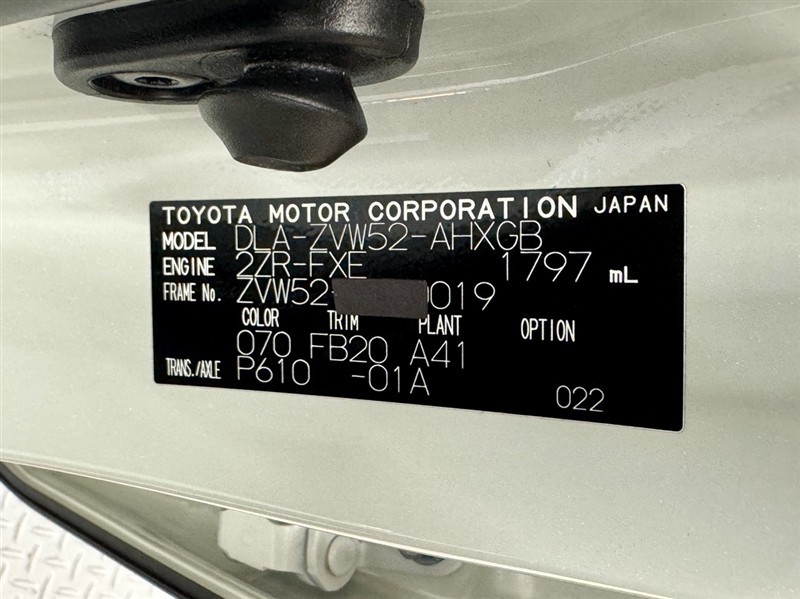 TOYOTA MOTOR CORPORATION JAPAN
MODEL DLA-ZVW52-AHXGB
ENGINE 2ZR-FXE 1797 mL
FRAME No. ZVW52- 0019
COLOR TRIM PLANT OPTION
070 FB20 A41
TRANS./AXLE P610 -01A
022